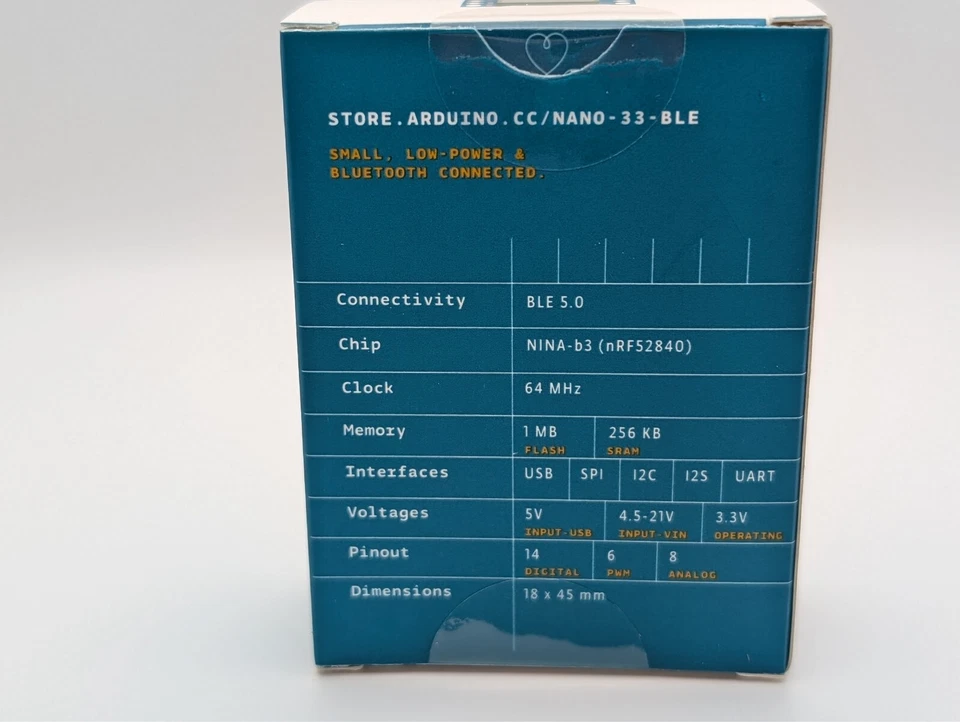 STORE.ARDUINO.CC/NANO-33-BLE
SMALL, LOW-POWER &
BLUETOOTH CONNECTED.
Connectivity BLE 5.0
Chip NINA-b3 (nRF52840)
Clock 64 MHz
Memory 1 MB 256 KB
FLASH SRAM
Interfaces USB SPI I2C I2S UART
Voltages 5V 4.5-21V 3.3V
INPUT-USB INPUT-VIN OPERATING
Pinout 14 6 8
DIGITAL PWM ANALOG
Dimensions 18 x 45 mm